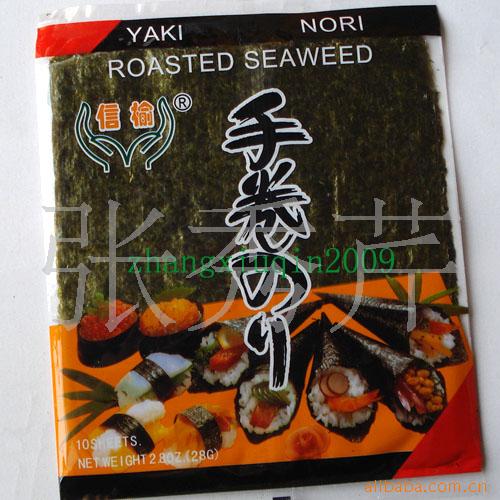 YAKI NORI
ROASTED SEAWEED
信榆®
手巻のり
张秀芹
zhangxiuqin2009
10SHEETS.
NET WEIGHT 2.8OZ.(28G)
alibaba.com.cn